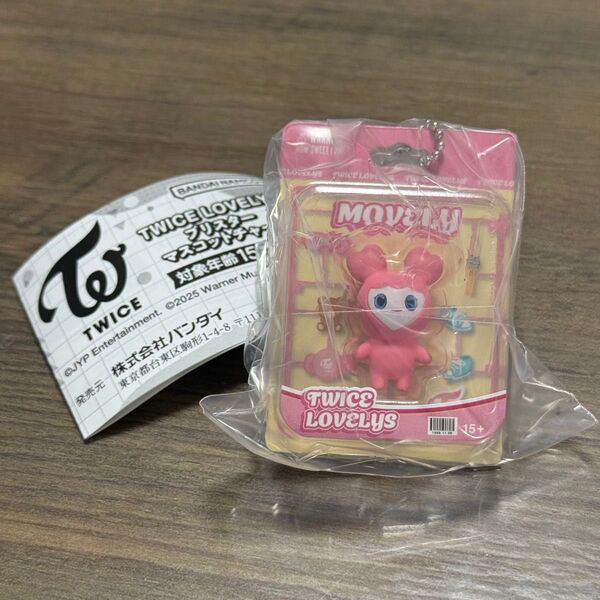 BANDAI NAMCO
TWICE LOVELY
ブリスター
マスコットチャ
対象年齢15
TWICE
©JYP Entertainment. ©2025 Warner Mu
発売元 株式会社バンダイ
東京都台東区駒形1-4-8 〒111
TWICE LOVELYS
MOVELY
TWICE
LOVELYS
15+